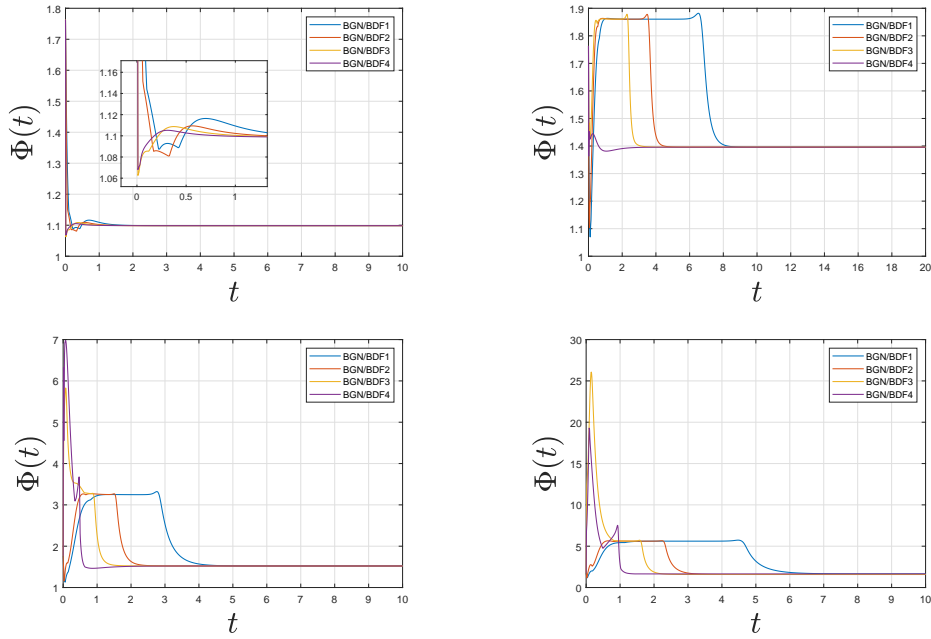 1.8
1.7
1.6
1.5
1.4
1.3
1.2
1.1
1
Φ(t)
BGN/BDF1
BGN/BDF2
BGN/BDF3
BGN/BDF4
1.16
1.14
1.12
1.10
1.08
1.06
0 0.5 1
0 1 2 3 4 5 6 7 8 9 10
t
1.9
1.8
1.7
1.6
1.5
1.4
1.3
1.2
1.1
1
Φ(t)
BGN/BDF1
BGN/BDF2
BGN/BDF3
BGN/BDF4
0 2 4 6 8 10 12 14 16 18 20
t
7
6
5
4
3
2
1
Φ(t)
BGN/BDF1
BGN/BDF2
BGN/BDF3
BGN/BDF4
0 1 2 3 4 5 6 7 8 9 10
t
30
25
20
15
10
5
0
Φ(t)
BGN/BDF1
BGN/BDF2
BGN/BDF3
BGN/BDF4
0 1 2 3 4 5 6 7 8 9 10
t